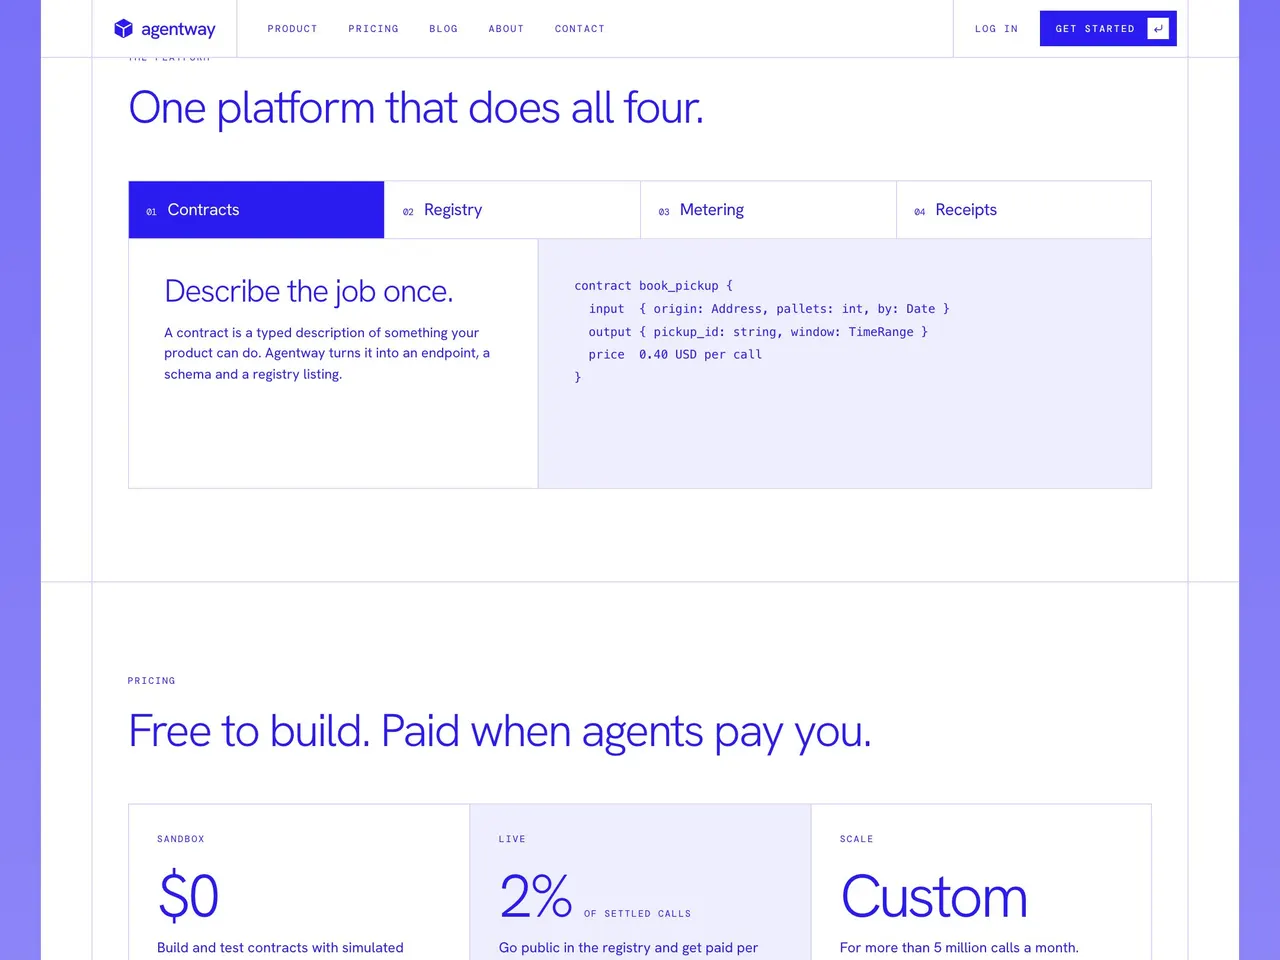 agentway
PRODUCT PRICING BLOG ABOUT CONTACT
LOG IN GET STARTED
THE PLATFORM
One platform that does all four.
01 Contracts
02 Registry
03 Metering
04 Receipts
Describe the job once.
A contract is a typed description of something your
product can do. Agentway turns it into an endpoint, a
schema and a registry listing.
contract book_pickup {
  input  { origin: Address, pallets: int, by: Date }
  output { pickup_id: string, window: TimeRange }
  price  0.40 USD per call
}
PRICING
Free to build. Paid when agents pay you.
SANDBOX
$0
Build and test contracts with simulated
LIVE
2% OF SETTLED CALLS
Go public in the registry and get paid per
SCALE
Custom
For more than 5 million calls a month.